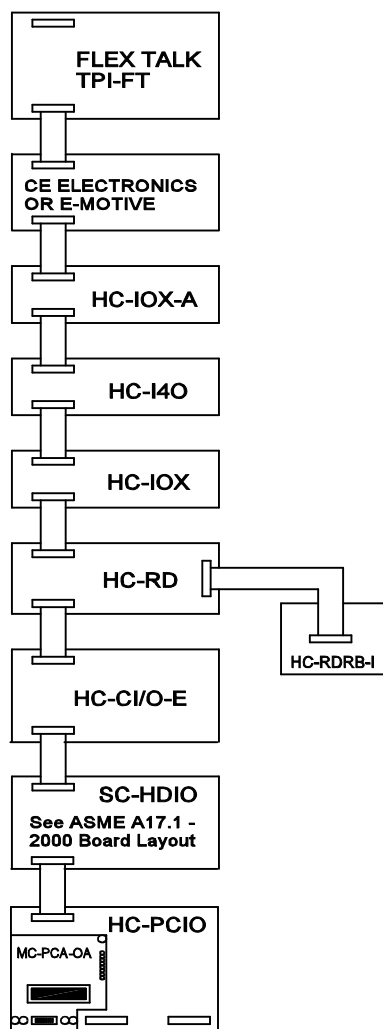 FLEX TALK
TPI-FT
CE ELECTRONICS
OR E-MOTIVE
HC-IOX-A
HC-I4O
HC-IOX
HC-RD
HC-RDRB-I
HC-CI/O-E
SC-HDIO
See ASME A17.1 -
2000 Board Layout
HC-PCIO
MC-PCA-OA